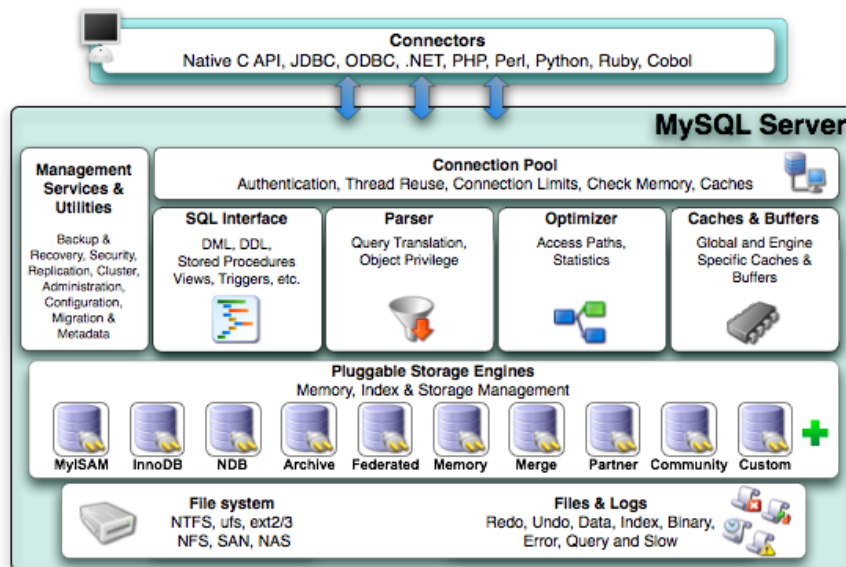 Connectors
Native C API, JDBC, ODBC, .NET, PHP, Perl, Python, Ruby, Cobol
MySQL Server
Management
Services &
Utilities
Backup &
Recovery, Security,
Replication, Cluster,
Administration,
Configuration,
Migration &
Metadata
Connection Pool
Authentication, Thread Reuse, Connection Limits, Check Memory, Caches
SQL Interface
DML, DDL,
Stored Procedures
Views, Triggers, etc.
Parser
Query Translation,
Object Privilege
Optimizer
Access Paths,
Statistics
Caches & Buffers
Global and Engine
Specific Caches &
Buffers
Pluggable Storage Engines
Memory, Index & Storage Management
MyISAM
InnoDB
NDB
Archive
Federated
Memory
Merge
Partner
Community
Custom
File system
NTFS, ufs, ext2/3
NFS, SAN, NAS
Files & Logs
Redo, Undo, Data, Index, Binary,
Error, Query and Slow